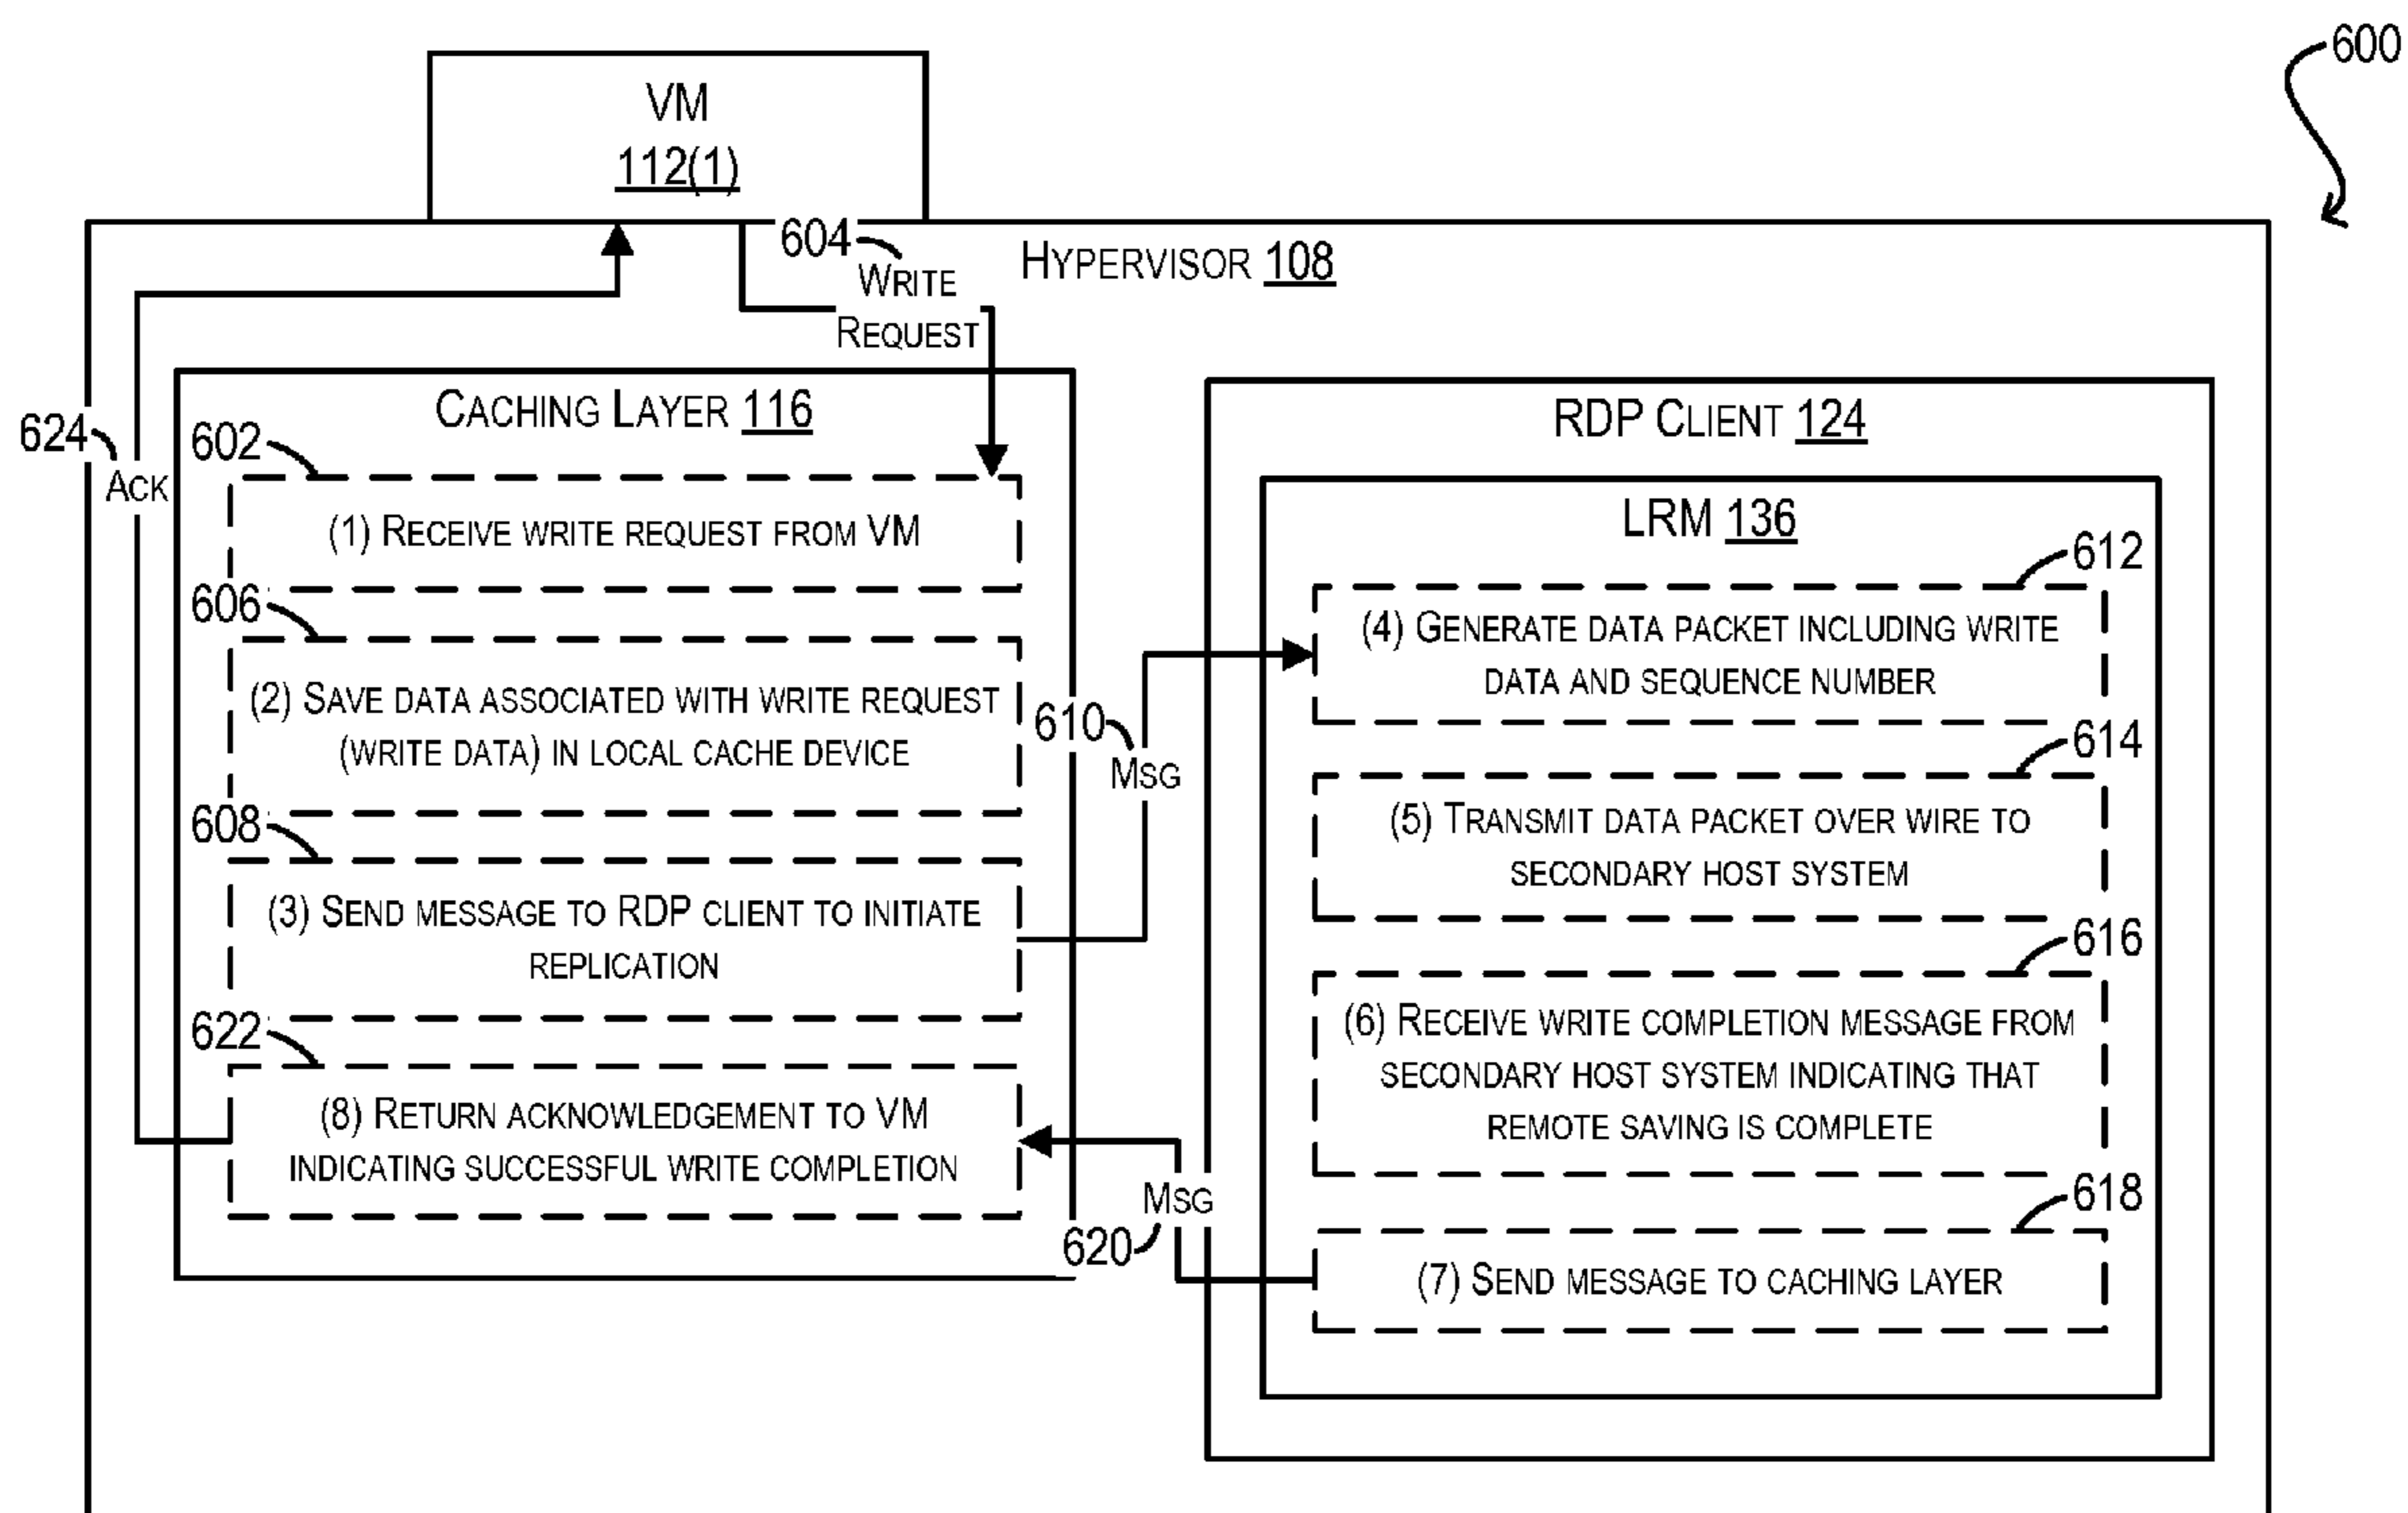 600
VM
112(1)
604
WRITE
REQUEST
HYPERVISOR 108
624
ACK
CACHING LAYER 116
602
(1) RECEIVE WRITE REQUEST FROM VM
606
(2) SAVE DATA ASSOCIATED WITH WRITE REQUEST
(WRITE DATA) IN LOCAL CACHE DEVICE
608
(3) SEND MESSAGE TO RDP CLIENT TO INITIATE
REPLICATION
622
(8) RETURN ACKNOWLEDGEMENT TO VM
INDICATING SUCCESSFUL WRITE COMPLETION
610
MSG
MSG
620
RDP CLIENT 124
LRM 136
612
(4) GENERATE DATA PACKET INCLUDING WRITE
DATA AND SEQUENCE NUMBER
614
(5) TRANSMIT DATA PACKET OVER WIRE TO
SECONDARY HOST SYSTEM
616
(6) RECEIVE WRITE COMPLETION MESSAGE FROM
SECONDARY HOST SYSTEM INDICATING THAT
REMOTE SAVING IS COMPLETE
618
(7) SEND MESSAGE TO CACHING LAYER